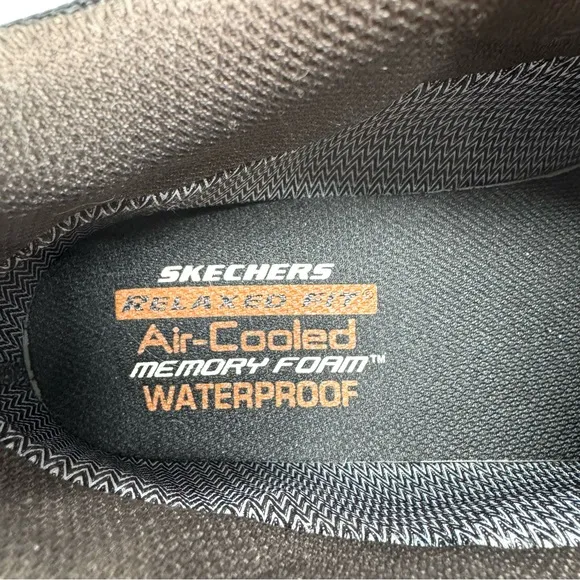 SKECHERS
RELAXED FIT®
Air-Cooled
MEMORY FOAM™
WATERPROOF